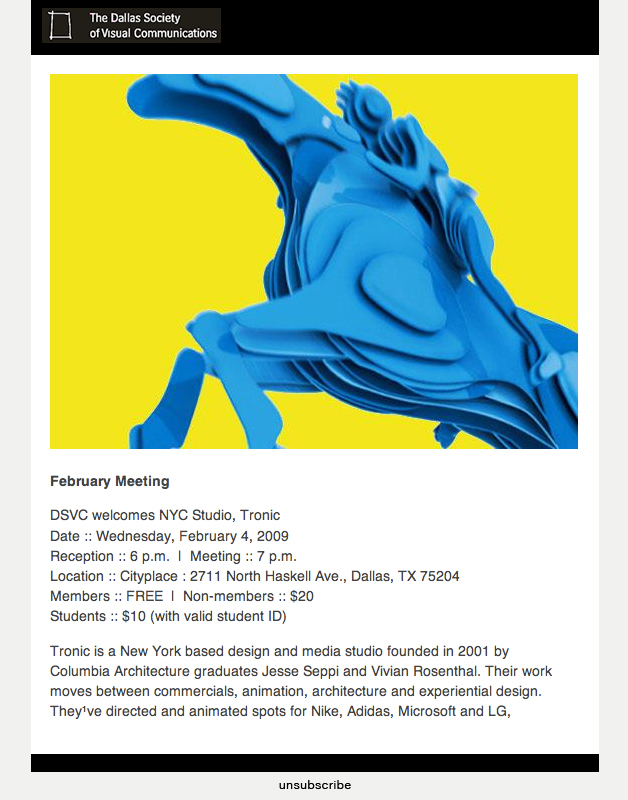 The Dallas Society
of Visual Communications
February Meeting
DSVC welcomes NYC Studio, Tronic
Date :: Wednesday, February 4, 2009
Reception :: 6 p.m. | Meeting :: 7 p.m.
Location :: Cityplace : 2711 North Haskell Ave., Dallas, TX 75204
Members :: FREE | Non-members :: $20
Students :: $10 (with valid student ID)
Tronic is a New York based design and media studio founded in 2001 by
Columbia Architecture graduates Jesse Seppi and Vivian Rosenthal. Their work
moves between commercials, animation, architecture and experiential design.
They¹ve directed and animated spots for Nike, Adidas, Microsoft and LG,
unsubscribe